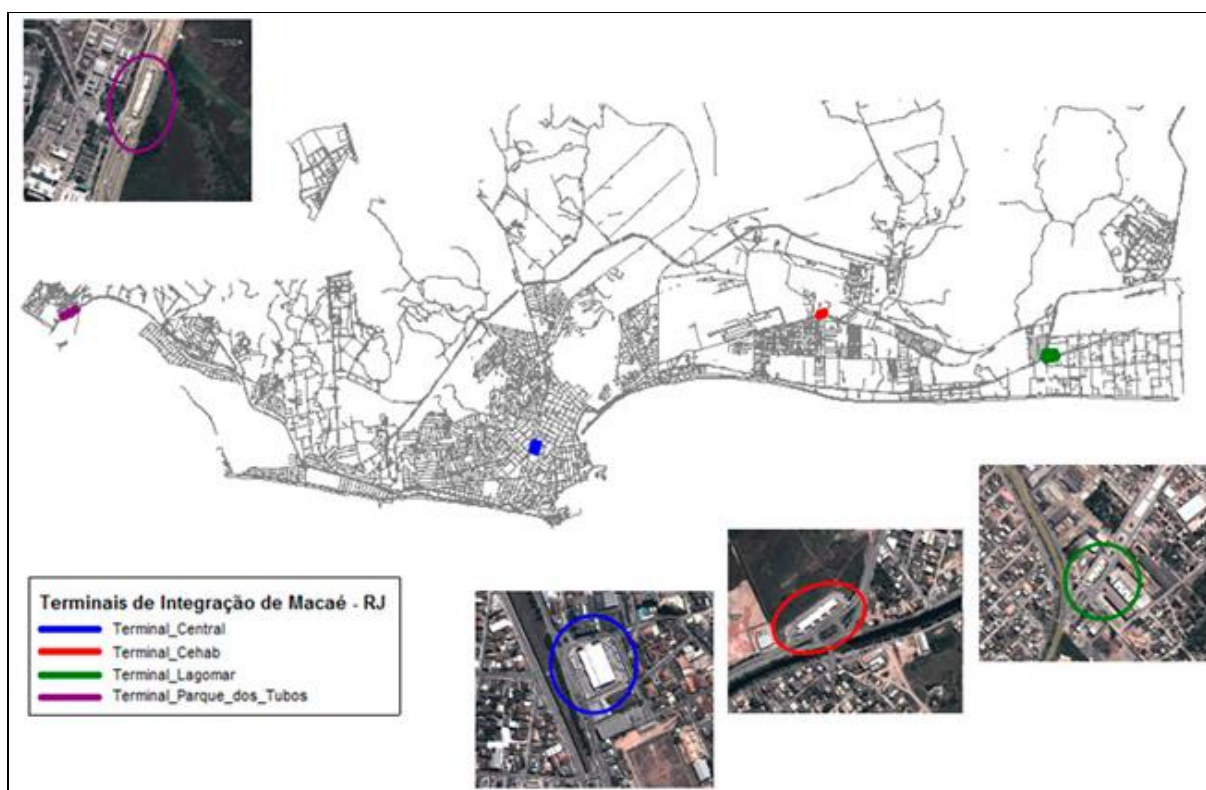 Terminais de Integração de Macaé - RJ
Terminal_Central
Terminal_Cehab
Terminal_Lagomar
Terminal_Parque_dos_Tubos